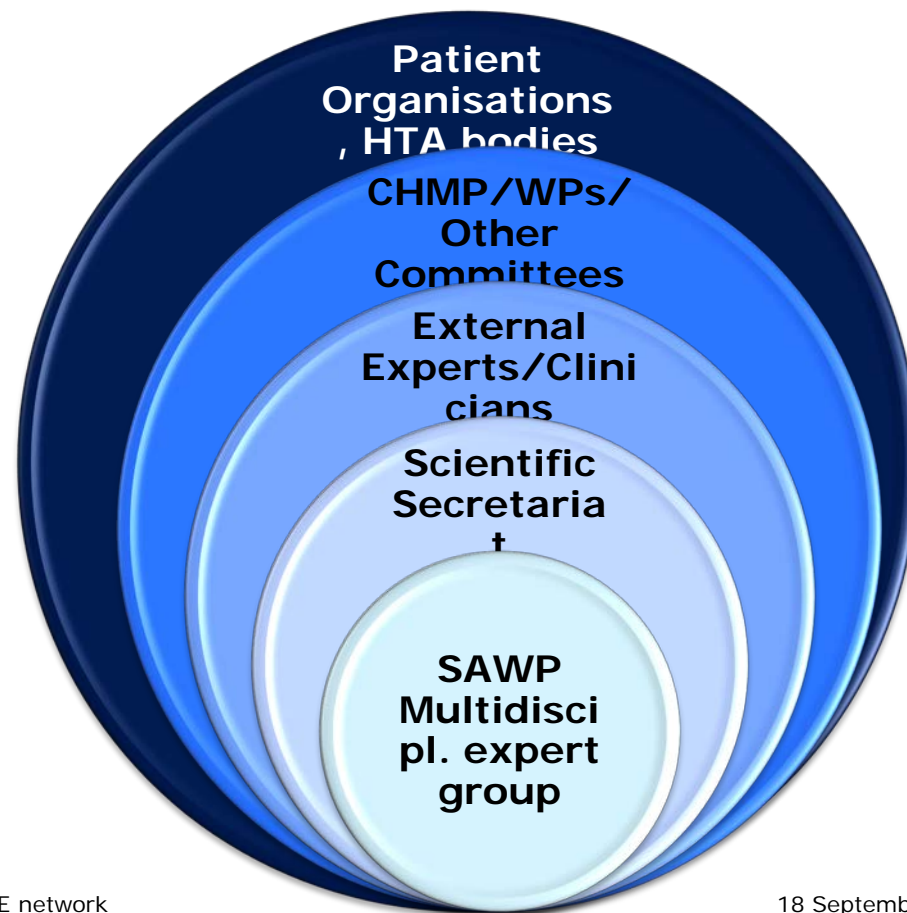 Patient
Organisations
, HTA bodies
CHMP/WPs/
Other
Committees
External
Experts/Clini
cians
Scientific
Secretaria
t
SAWP
Multidisci
pl. expert
group
E network
18 Septemb